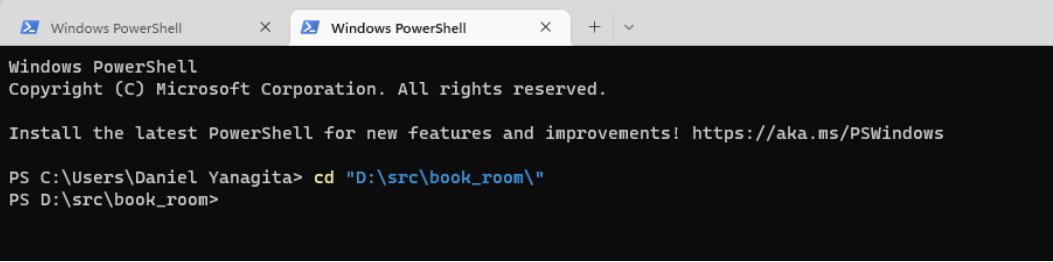 Windows PowerShell
Windows PowerShell
Windows PowerShell
Copyright (C) Microsoft Corporation. All rights reserved.
Install the latest PowerShell for new features and improvements! https://aka.ms/PSWindows
PS C:\Users\Daniel Yanagita> cd "D:\src\book_room\"
PS D:\src\book_room>